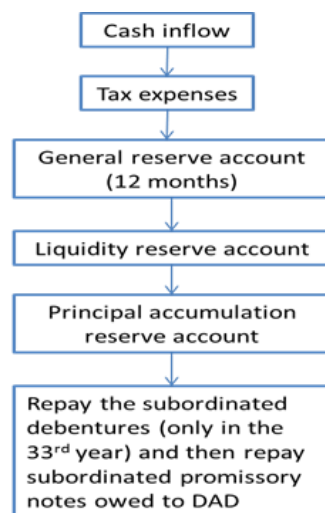 Cash inflow
Tax expenses
General reserve account
(12 months)
Liquidity reserve account
Principal accumulation
reserve account
Repay the subordinated
debentures (only in the
33rd year) and then repay
subordinated promissory
notes owed to DAD